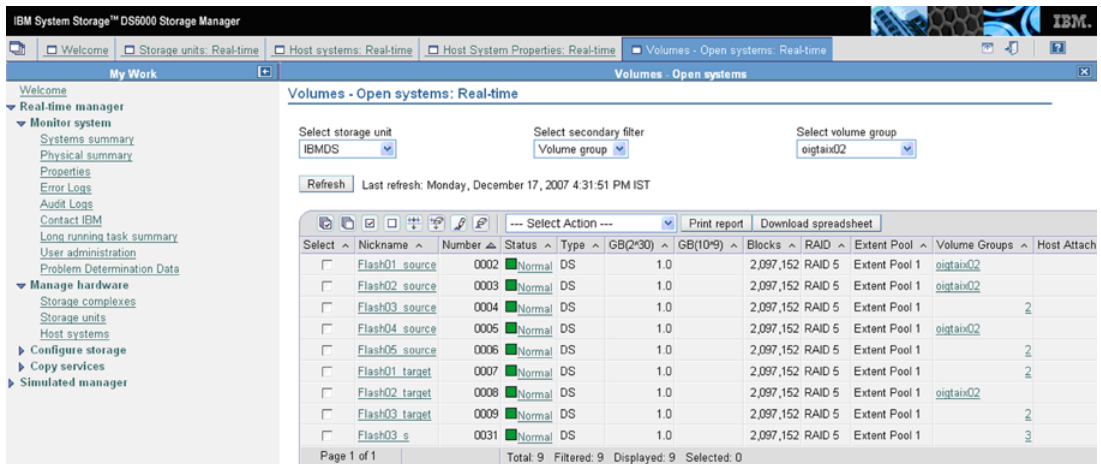 IBM System Storage™ DS6000 Storage Manager
IBM.
Welcome Storage units: Real-time Host systems: Real-time Host System Properties: Real-time Volumes - Open systems: Real-time ?
My Work Volumes - Open systems
Welcome
Real-time manager
Monitor system
Systems summary
Physical summary
Properties
Error Logs
Audit Logs
Contact IBM
Long running task summary
User administration
Problem Determination Data
Manage hardware
Storage complexes
Storage units
Host systems
Configure storage
Copy services
Simulated manager
Volumes - Open systems: Real-time
Select storage unit Select secondary filter Select volume group
IBMDS Volume group oigtaix02
Refresh Last refresh: Monday, December 17, 2007 4:31:51 PM IST
--- Select Action --- Print report Download spreadsheet
Select Nickname Number Status Type GB(2^30) GB(10^9) Blocks RAID Extent Pool Volume Groups Host Attach
Flash01_source 0002 Normal DS 1.0 2,097,152 RAID 5 Extent Pool 1 oigtaix02
Flash02_source 0003 Normal DS 1.0 2,097,152 RAID 5 Extent Pool 1 oigtaix02
Flash03_source 0004 Normal DS 1.0 2,097,152 RAID 5 Extent Pool 1 2
Flash04_source 0005 Normal DS 1.0 2,097,152 RAID 5 Extent Pool 1 oigtaix02
Flash05_source 0006 Normal DS 1.0 2,097,152 RAID 5 Extent Pool 1 2
Flash01_target 0007 Normal DS 1.0 2,097,152 RAID 5 Extent Pool 1 2
Flash02_target 0008 Normal DS 1.0 2,097,152 RAID 5 Extent Pool 1 oigtaix02
Flash03_target 0009 Normal DS 1.0 2,097,152 RAID 5 Extent Pool 1 2
Flash03_s 0031 Normal DS 1.0 2,097,152 RAID 5 Extent Pool 1 3
Page 1 of 1 Total: 9 Filtered: 9 Displayed: 9 Selected: 0